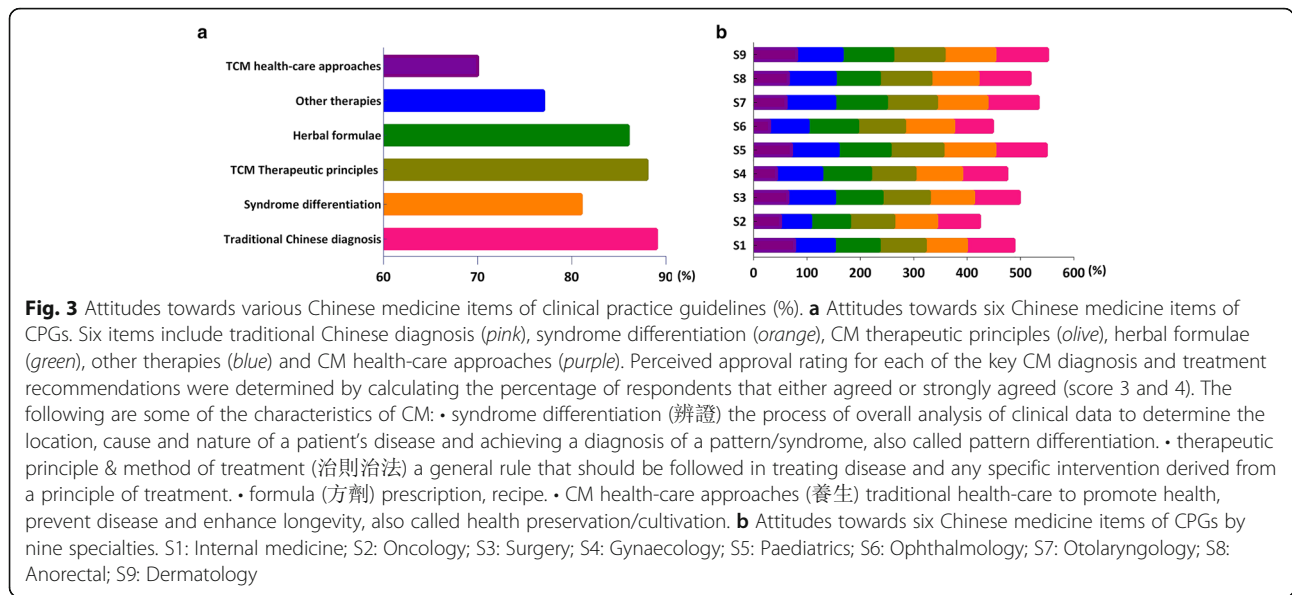 a
TCM health-care approaches
Other therapies
Herbal formulae
TCM Therapeutic principles
Syndrome differentiation
Traditional Chinese diagnosis
60 70 80 90 (%)
b
S9
S8
S7
S6
S5
S4
S3
S2
S1
0 100 200 300 400 500 600
(%)
Fig. 3 Attitudes towards various Chinese medicine items of clinical practice guidelines (%). a Attitudes towards six Chinese medicine items of
CPGs. Six items include traditional Chinese diagnosis (pink), syndrome differentiation (orange), CM therapeutic principles (olive), herbal formulae
(green), other therapies (blue) and CM health-care approaches (purple). Perceived approval rating for each of the key CM diagnosis and treatment
recommendations were determined by calculating the percentage of respondents that either agreed or strongly agreed (score 3 and 4). The
following are some of the characteristics of CM: • syndrome differentiation (辨證) the process of overall analysis of clinical data to determine the
location, cause and nature of a patient's disease and achieving a diagnosis of a pattern/syndrome, also called pattern differentiation. • therapeutic
principle & method of treatment (治則治法) a general rule that should be followed in treating disease and any specific intervention derived from
a principle of treatment. • formula (方劑) prescription, recipe. • CM health-care approaches (養生) traditional health-care to promote health,
prevent disease and enhance longevity, also called health preservation/cultivation. b Attitudes towards six Chinese medicine items of CPGs by
nine specialties. S1: Internal medicine; S2: Oncology; S3: Surgery; S4: Gynaecology; S5: Paediatrics; S6: Ophthalmology; S7: Otolaryngology; S8:
Anorectal; S9: Dermatology